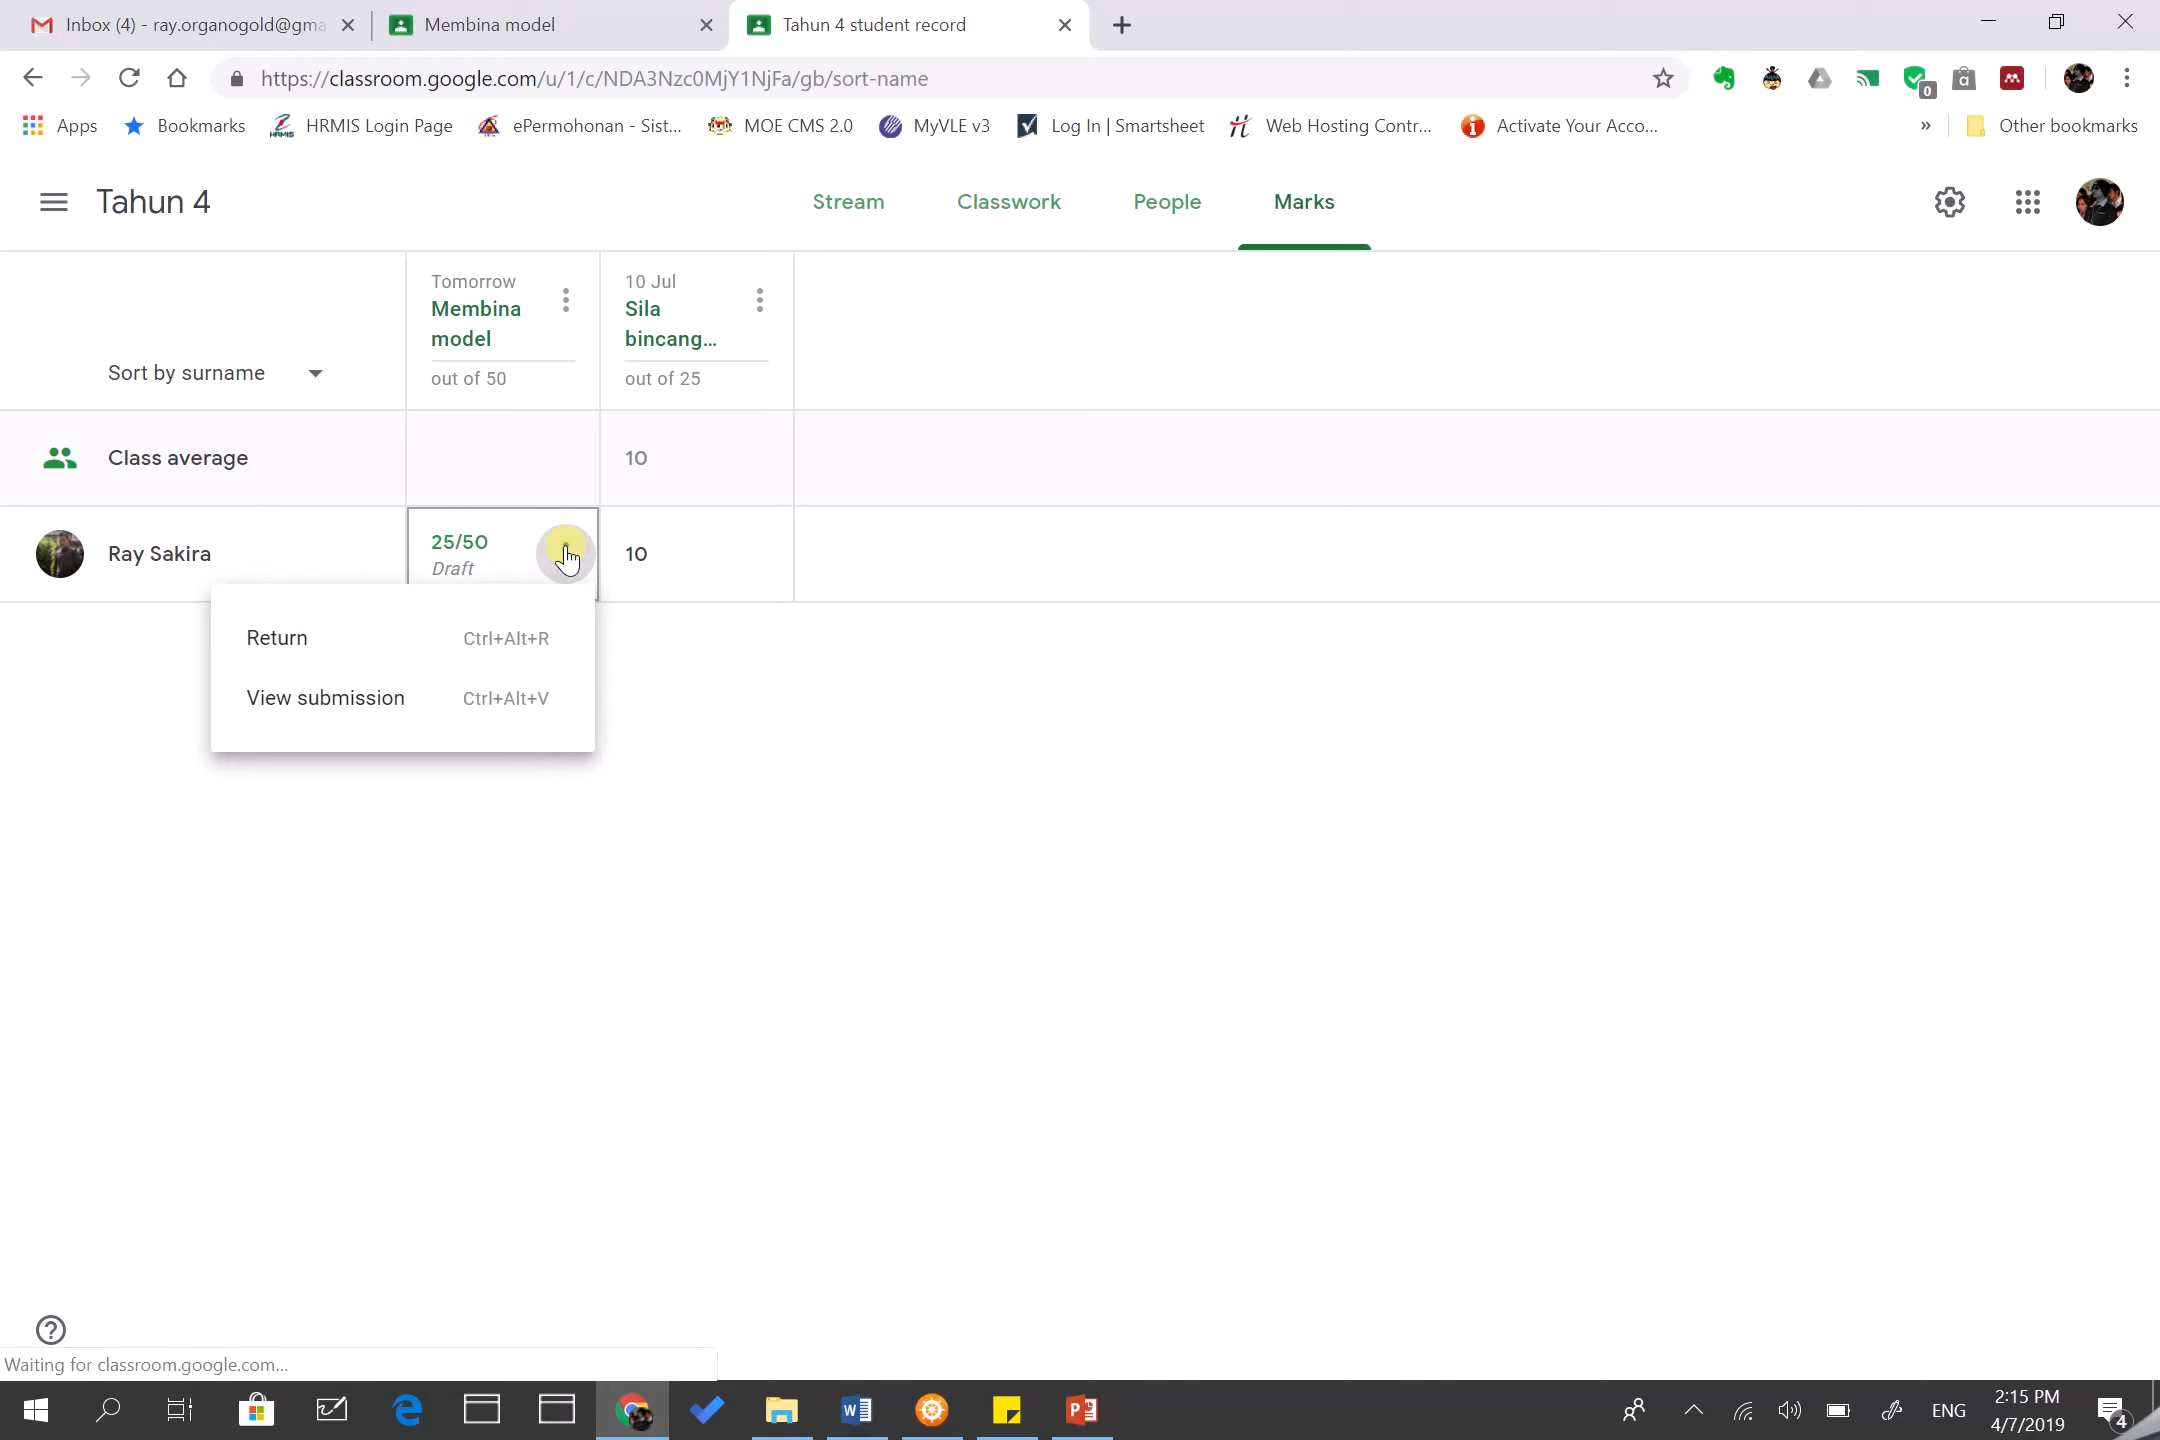 Inbox (4) - ray.organogold@gma
Membina model
Tahun 4 student record
https://classroom.google.com/u/1/c/NDA3Nzc0MjY1NjFa/gb/sort-name
0
Apps
Bookmarks
HRMIS Login Page
ePermohonan - Sist...
MOE CMS 2.0
MyVLE v3
Log In | Smartsheet
Web Hosting Contr...
Activate Your Acco...
»
Other bookmarks
Tahun 4
Stream
Classwork
People
Marks
Tomorrow
Membina
model
out of 50
10 Jul
Sila
bincang...
out of 25
Sort by surname
Class average
10
Ray Sakira
25/50
Draft
10
Return Ctrl+Alt+R
View submission Ctrl+Alt+V
Waiting for classroom.google.com...
ENG
2:15 PM
4/7/2019
4